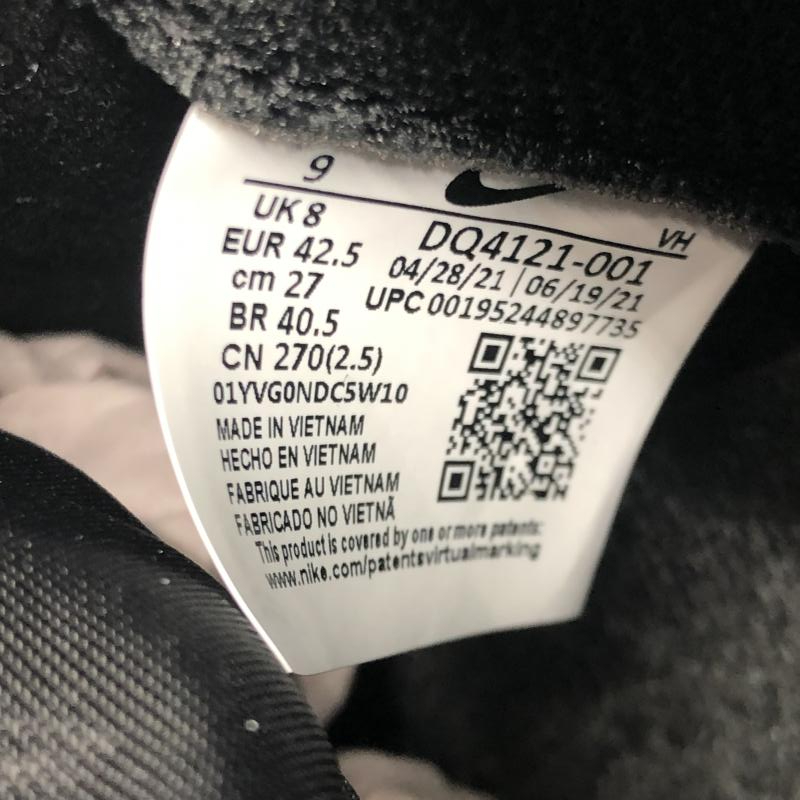 9
VH
UK 8
EUR 42.5
cm 27
BR 40.5
CN 270(2.5)
DQ4121-001
04/28/21 | 06/19/21
UPC 00195244897735
01YVG0NDC5W10
MADE IN VIETNAM
HECHO EN VIETNAM
FABRIQUE AU VIETNAM
FABRICADO NO VIETNÃ
This product is covered by one or more patents:
www.nike.com/patentsvirtualmarking